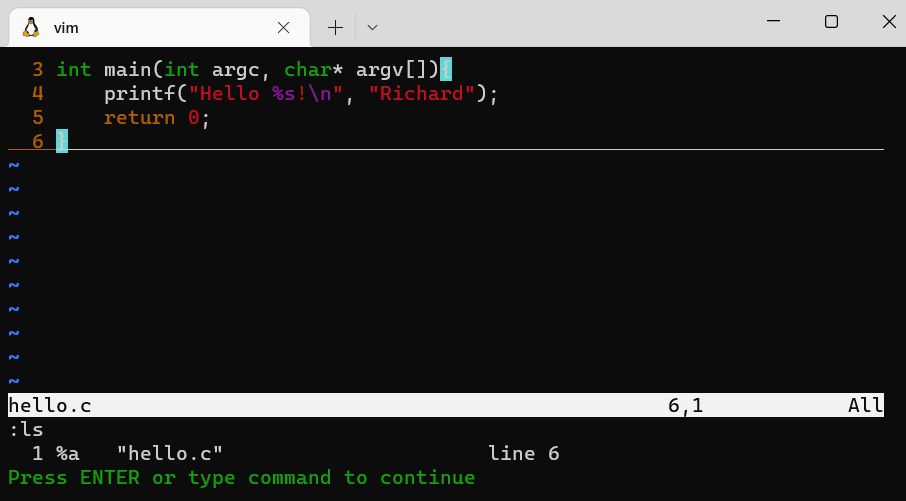 vim
3 int main(int argc, char* argv[]){
4     printf("Hello %s!\n", "Richard");
5     return 0;
6 }
~
~
~
~
~
~
~
~
~
~
hello.c 6,1 All
:ls
  1 %a   "hello.c"                      line 6
Press ENTER or type command to continue